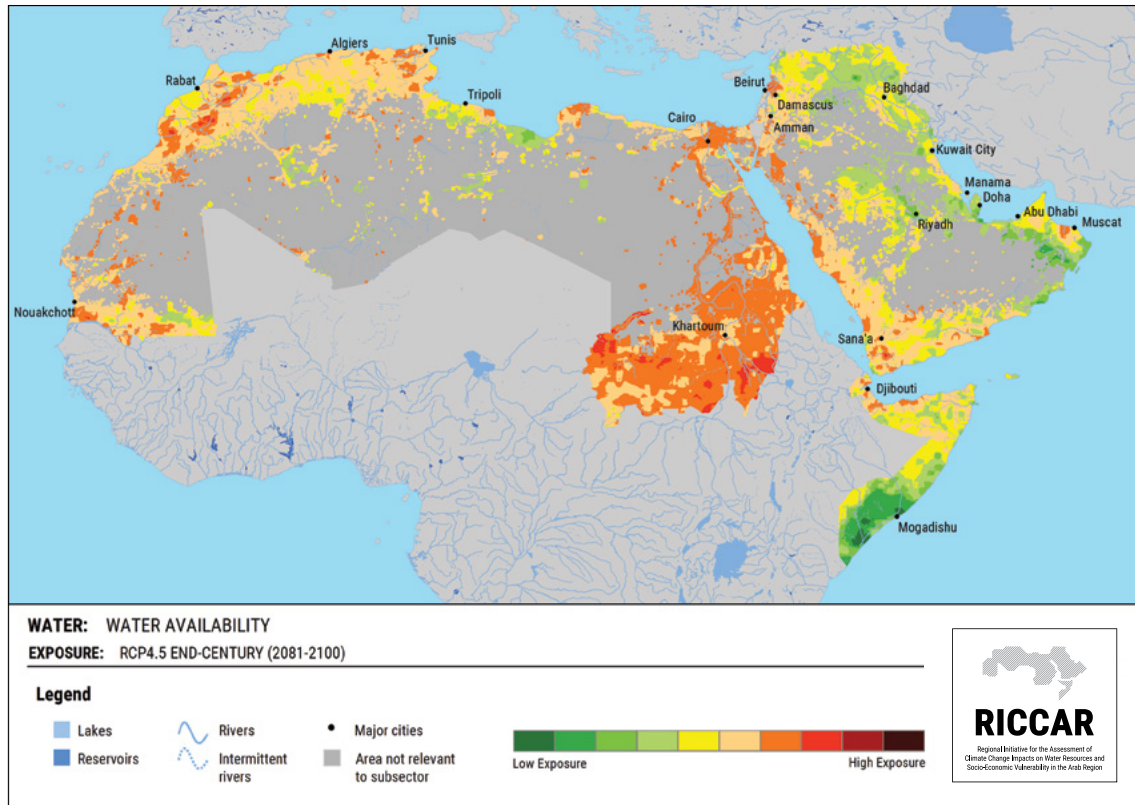 Algiers
Tunis
Rabat
Tripoli
Beirut
Baghdad
Damascus
Cairo
Amman
Kuwait City
Manama
Doha
Abu Dhabi
Riyadh
Muscat
Nouakchott
Khartoum
Sana'a
Djibouti
Mogadishu
WATER: WATER AVAILABILITY
EXPOSURE: RCP4.5 END-CENTURY (2081-2100)
Legend
Lakes
Rivers
Major cities
Reservoirs
Intermittent
rivers
Area not relevant
to subsector
Low Exposure
High Exposure
RICCAR
Regional Initiative for the Assessment of
Climate Change Impacts on Water Resources and
Socio-Economic Vulnerability in the Arab Region